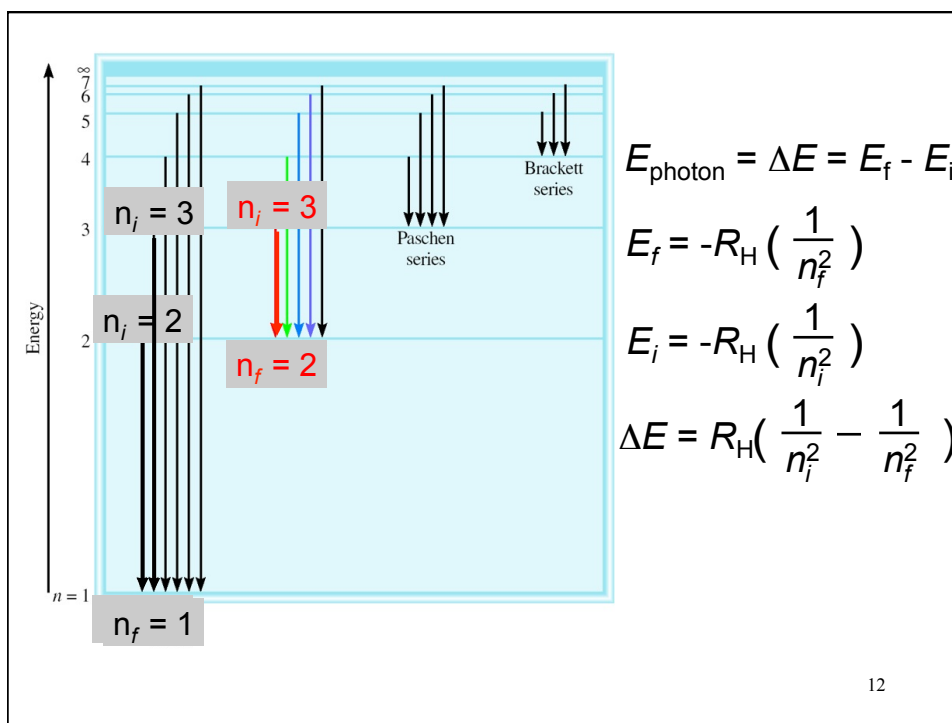 ∞
7
6
5
4
3
2
n = 1
Energy
n_i = 3
n_i = 2
n_f = 1
n_i = 3
n_f = 2
Paschen
series
Brackett
series
E_photon = ΔE = E_f - E_i
E_f = -R_H ( 1/n_f^2 )
E_i = -R_H ( 1/n_i^2 )
ΔE = R_H( 1/n_i^2 − 1/n_f^2 )
12